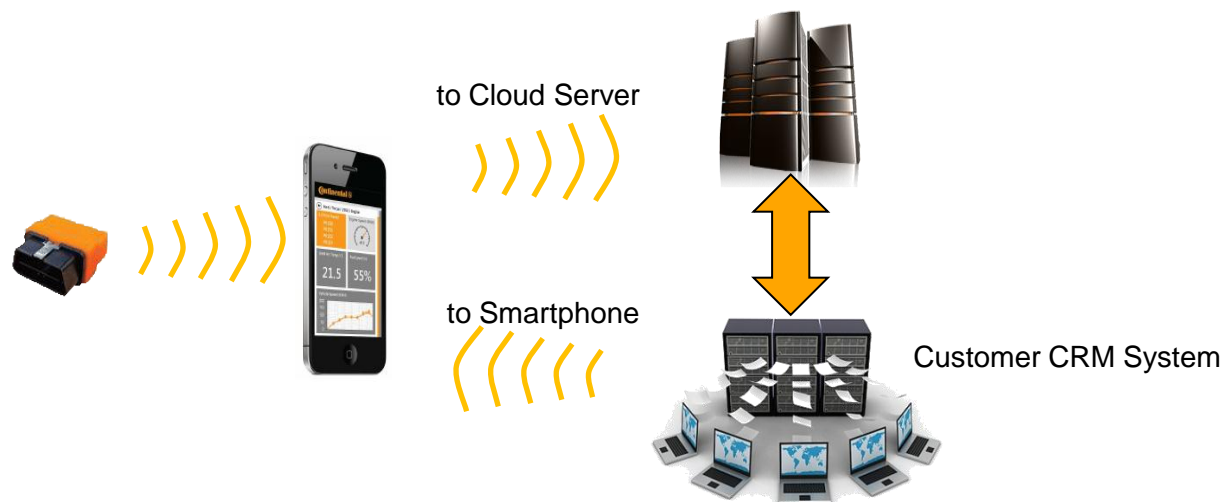 to Cloud Server
Continental
21.5
55%
to Smartphone
Customer CRM System